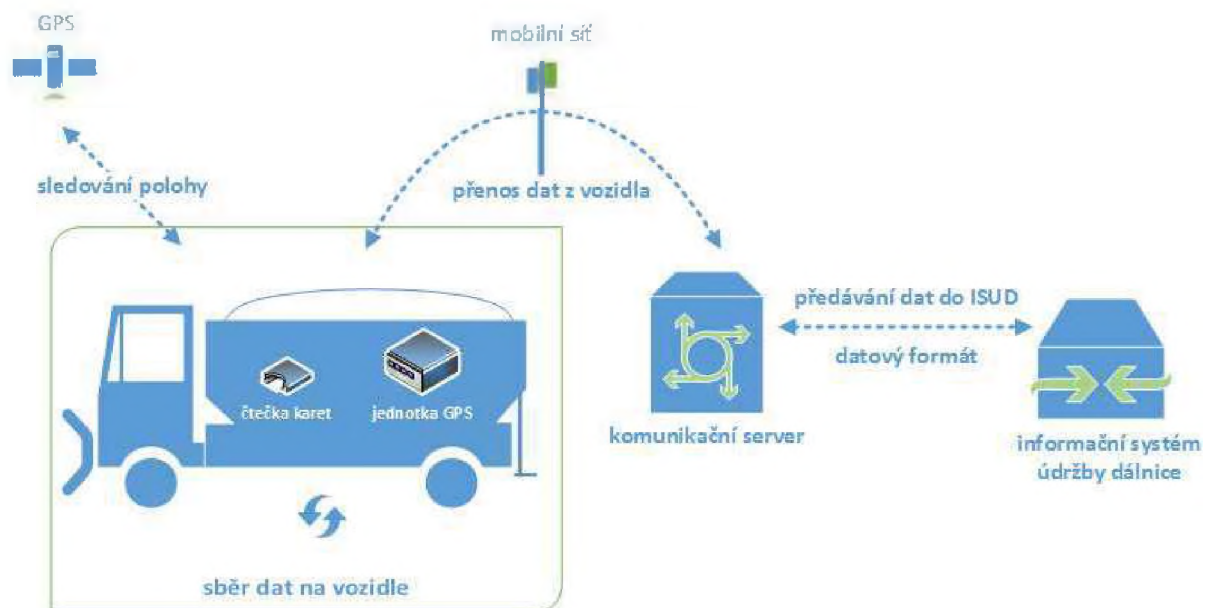 GPS
mobilní síť
sledování polohy
přenos dat z vozidla
předávání dat do ISUD
datový formát
čtečka karet
jednotka GPS
komunikační server
informační systém
údržby dálnice
sběr dat na vozidle